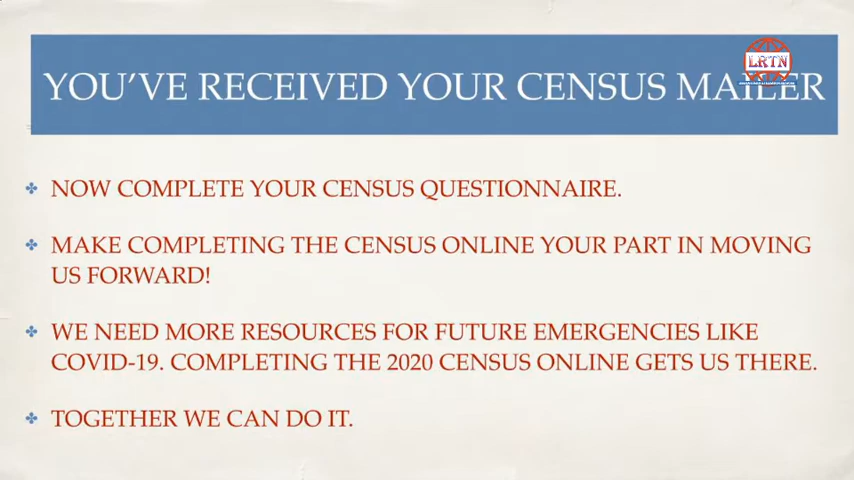 YOU'VE RECEIVED YOUR CENSUS MAILER
LRTN
NOW COMPLETE YOUR CENSUS QUESTIONNAIRE.
MAKE COMPLETING THE CENSUS ONLINE YOUR PART IN MOVING
US FORWARD!
WE NEED MORE RESOURCES FOR FUTURE EMERGENCIES LIKE
COVID-19. COMPLETING THE 2020 CENSUS ONLINE GETS US THERE.
TOGETHER WE CAN DO IT.